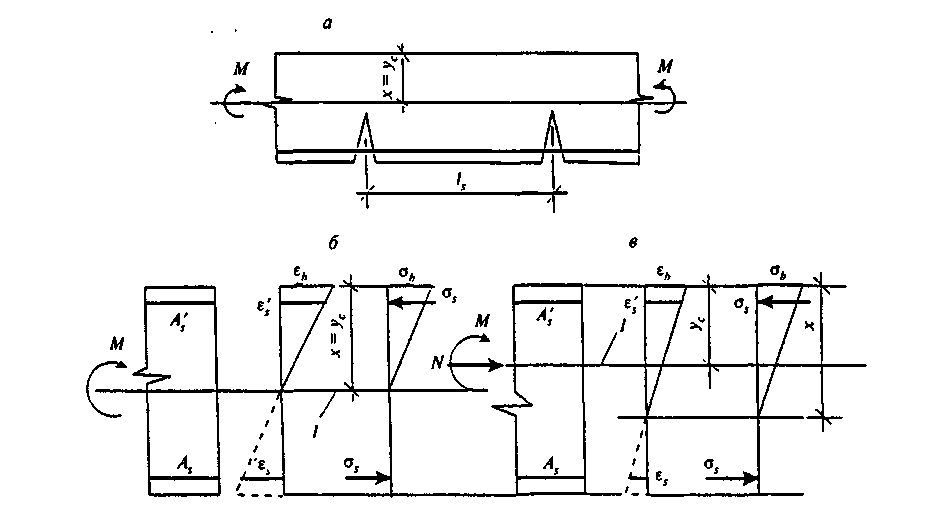 а
M
x = y_c
M
l_s
б
в
ε_b
σ_b
ε_b
σ_b
ε'_s
σ_s
ε'_s
σ_s
A'_s
A'_s
M
x = y_c
M
1
y_c
x
N
1
A_s
ε_s
σ_s
A_s
ε_s
σ_s